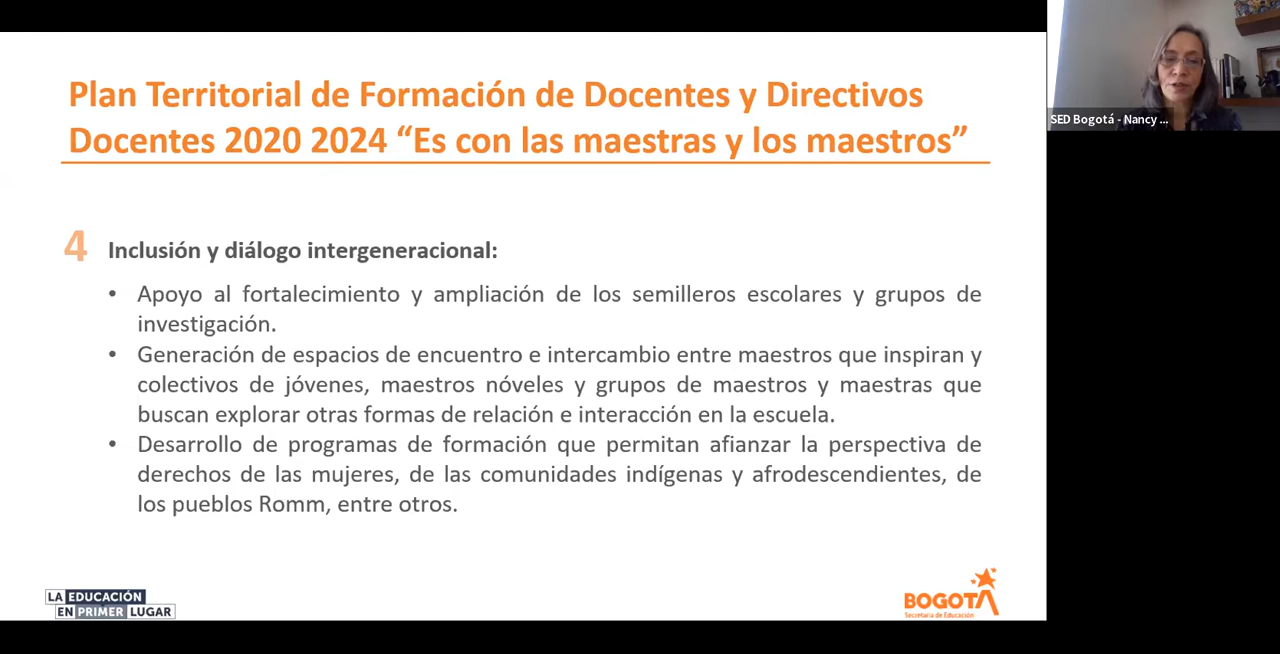 Plan Territorial de Formación de Docentes y Directivos
Docentes 2020 2024 “Es con las maestras y los maestros”
4 Inclusión y diálogo intergeneracional:
• Apoyo al fortalecimiento y ampliación de los semilleros escolares y grupos de
investigación.
• Generación de espacios de encuentro e intercambio entre maestros que inspiran y
colectivos de jóvenes, maestros nóveles y grupos de maestros y maestras que
buscan explorar otras formas de relación e interacción en la escuela.
• Desarrollo de programas de formación que permitan afianzar la perspectiva de
derechos de las mujeres, de las comunidades indígenas y afrodescendientes, de
los pueblos Romm, entre otros.
LA EDUCACIÓN
EN PRIMER LUGAR
BOGOTÁ
Secretaría de Educación
SED Bogotá - Nancy ...